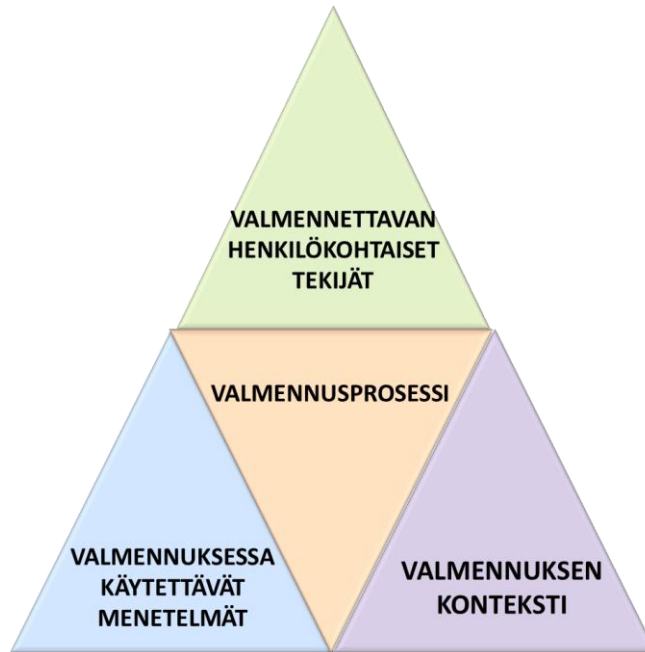 VALMENNETTAVAN
HENKILÖKOHTAISET
TEKIJÄT
VALMENNUSPROSESSI
VALMENNUKSESSA
KÄYTETTÄVÄT
MENETELMÄT
VALMENNUKSEN
KONTEKSTI